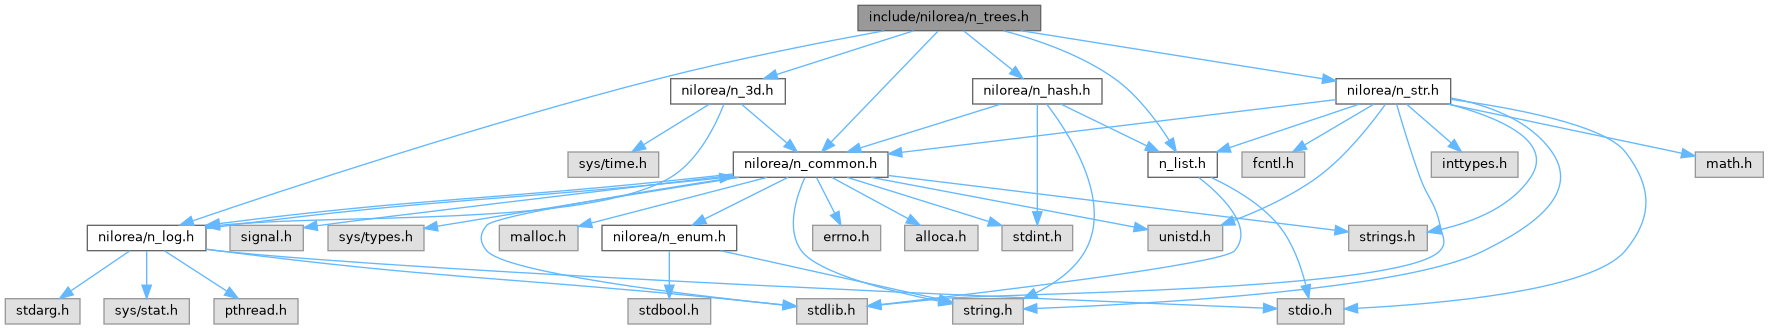 include/nilorea/n_trees.h
nilorea/n_3d.h
nilorea/n_hash.h
nilorea/n_str.h
sys/time.h
nilorea/n_common.h
n_list.h
fcntl.h
inttypes.h
math.h
nilorea/n_log.h
signal.h
sys/types.h
malloc.h
nilorea/n_enum.h
errno.h
alloca.h
stdint.h
unistd.h
strings.h
stdarg.h
sys/stat.h
pthread.h
stdbool.h
stdlib.h
string.h
stdio.h